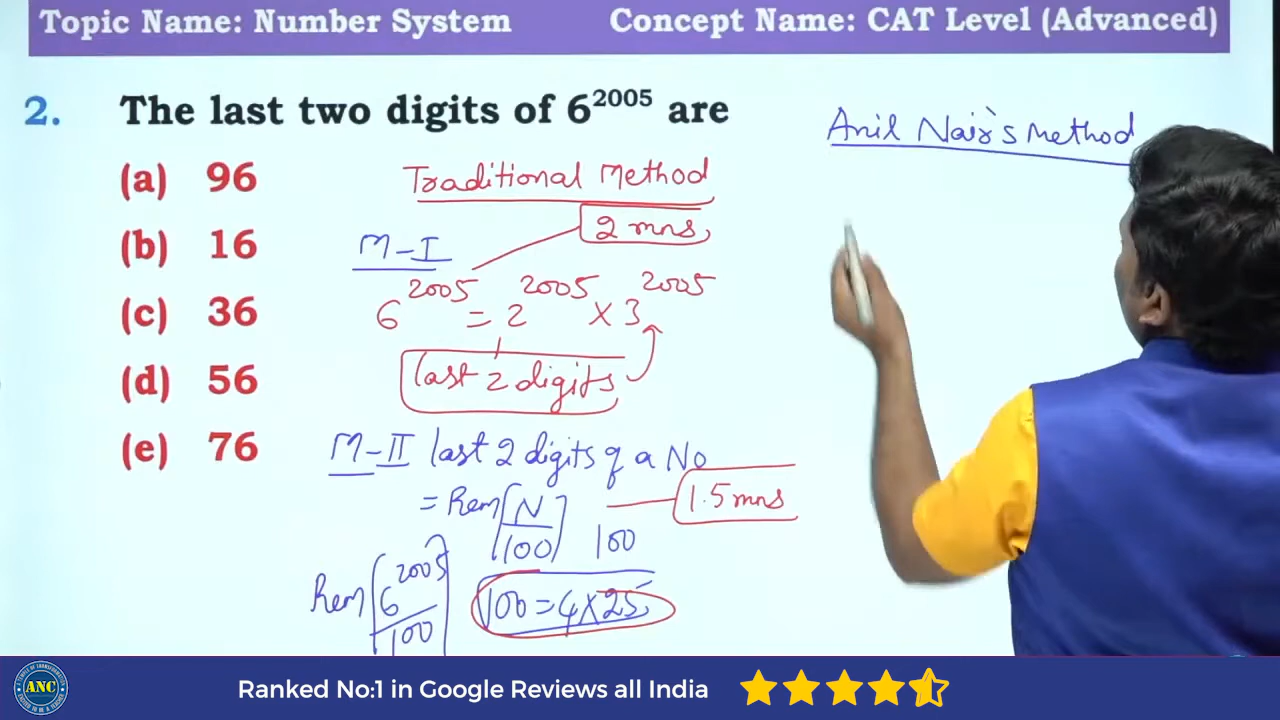 Topic Name: Number System Concept Name: CAT Level (Advanced)
2. The last two digits of 6^2005 are
(a) 96
(b) 16
(c) 36
(d) 56
(e) 76
Traditional Method
2 mns
M-I
6^2005 = 2^2005 × 3^2005
last 2 digits
M-II last 2 digits of a No
= Rem[N/100] 100
1.5 mns
Rem[6^2005/100]
100 = 4×25
Anil Nair's Method
ANC
Ranked No:1 in Google Reviews all India